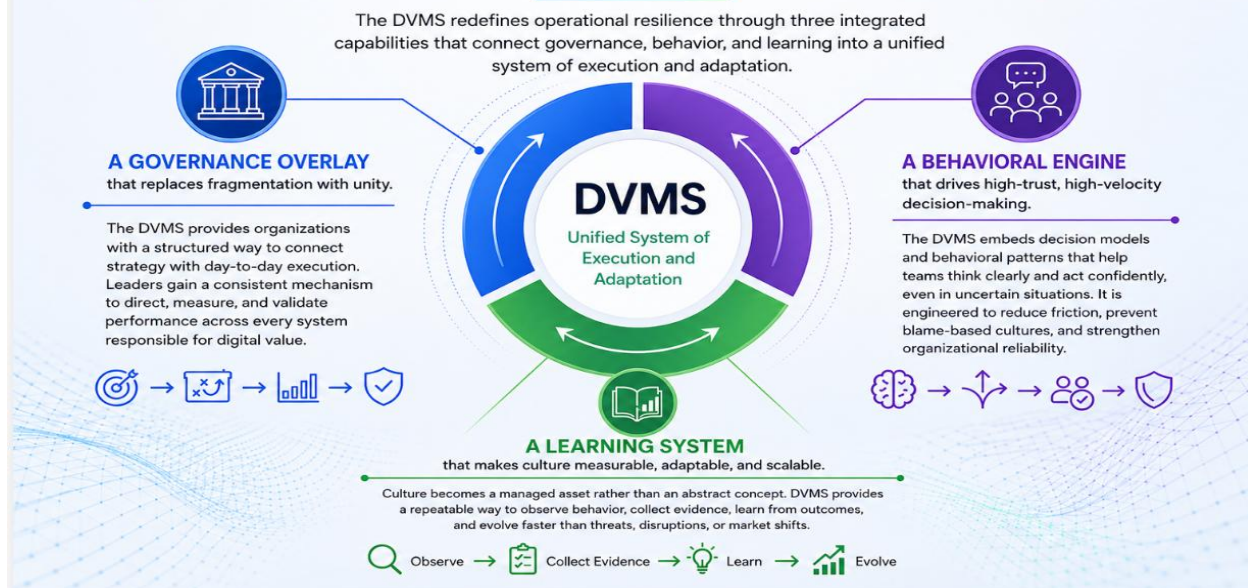 The DVMS redefines operational resilience through three integrated
capabilities that connect governance, behavior, and learning into a unified
system of execution and adaptation.
A GOVERNANCE OVERLAY
that replaces fragmentation with unity.
The DVMS provides organizations
with a structured way to connect
strategy with day-to-day execution.
Leaders gain a consistent mechanism
to direct, measure, and validate
performance across every system
responsible for digital value.
DVMS
Unified System of
Execution and
Adaptation
A BEHAVIORAL ENGINE
that drives high-trust, high-velocity
decision-making.
The DVMS embeds decision models
and behavioral patterns that help
teams think clearly and act confidently,
even in uncertain situations. It is
engineered to reduce friction, prevent
blame-based cultures, and strengthen
organizational reliability.
A LEARNING SYSTEM
that makes culture measurable, adaptable, and scalable.
Culture becomes a managed asset rather than an abstract concept. DVMS provides
a repeatable way to observe behavior, collect evidence, learn from outcomes,
and evolve faster than threats, disruptions, or market shifts.
Observe → Collect Evidence → Learn → Evolve